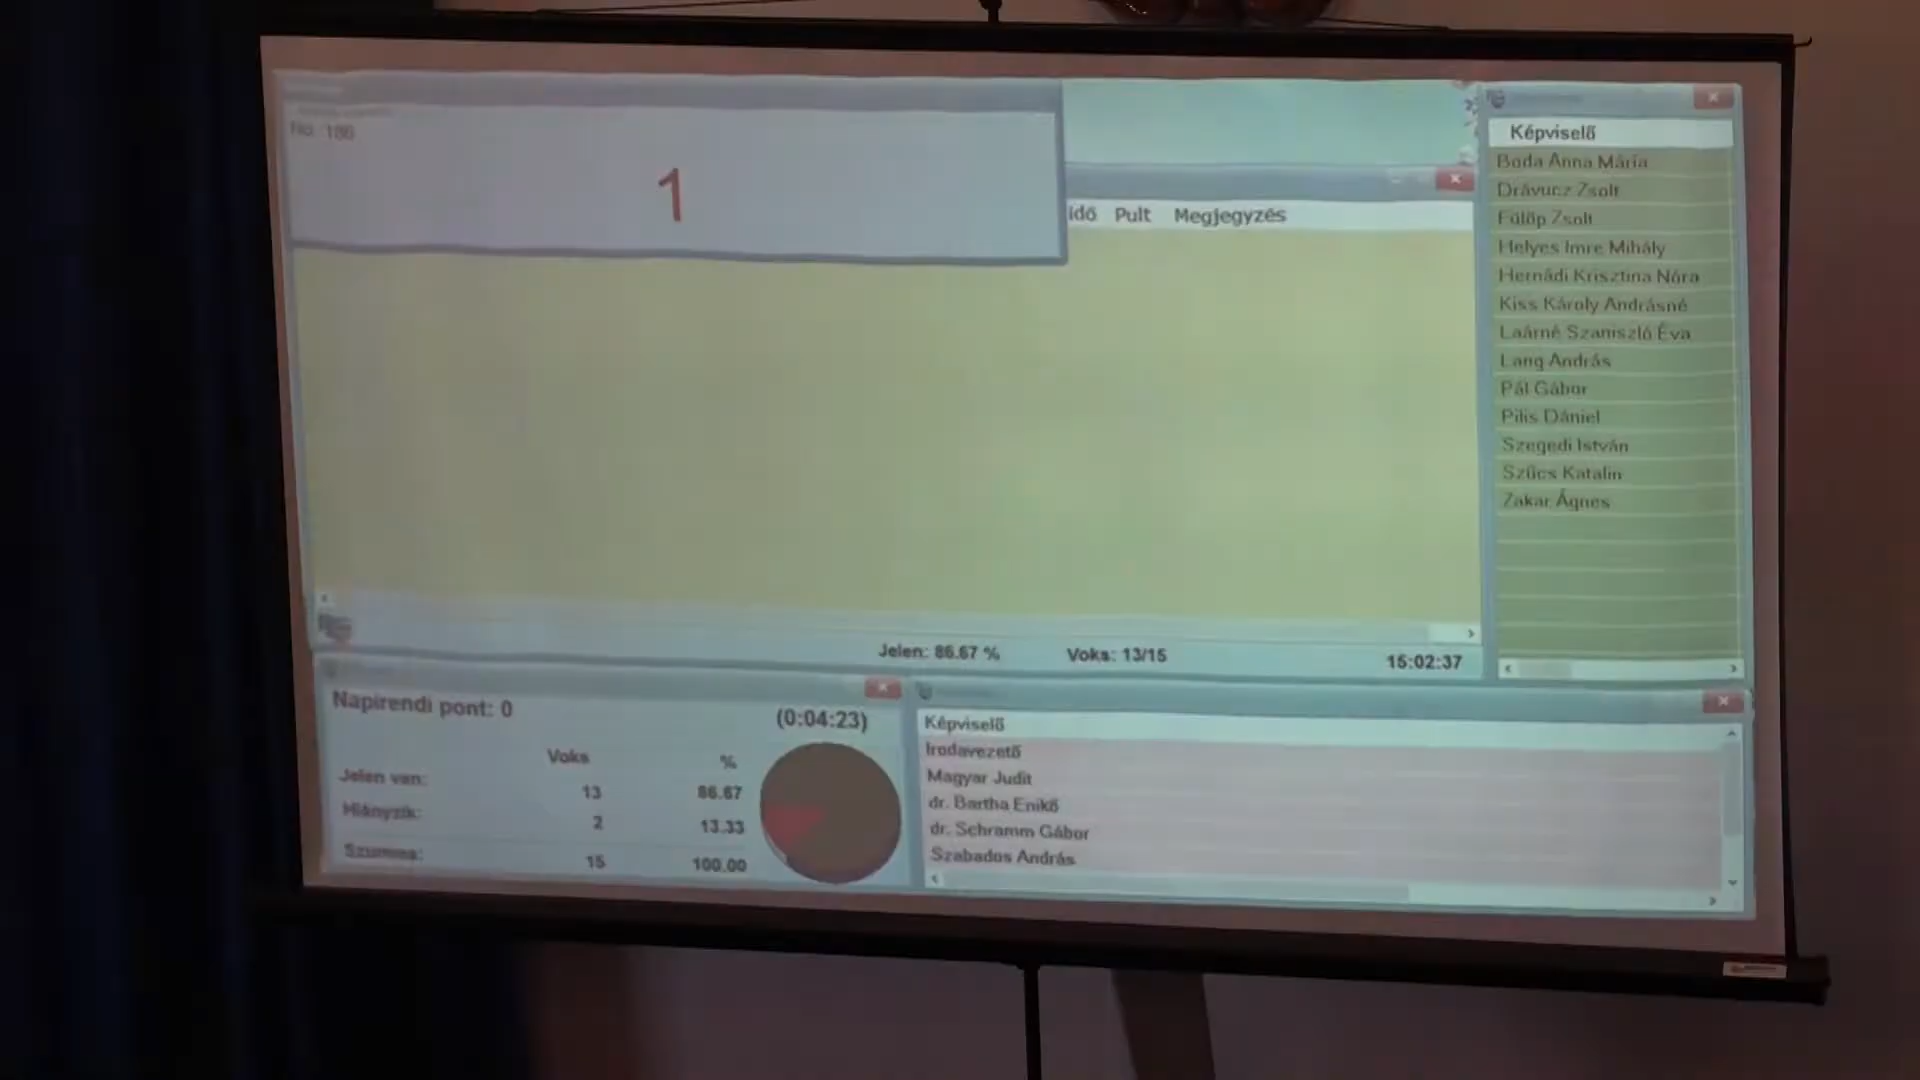 No: 186
1
Idő Pult Megjegyzés
Jelen: 86.67 % Voks: 13/15 15:02:37
Képviselő
Boda Anna Mária
Drávucz Zsolt
Fülöp Zsolt
Helyes Imre Mihály
Hernádi Krisztina Nóra
Kiss Károly Andrásné
Laárné Szaniszló Éva
Lang András
Pál Gábor
Pilis Dániel
Szegedi István
Szűcs Katalin
Zakar Ágnes
Napirendi pont: 0
(0:04:23)
Voks %
Jelen van: 13 86.67
Hiányzik: 2 13.33
Szumma: 15 100.00
Képviselő
Irodavezető
Magyar Judit
dr. Bartha Enikő
dr. Schramm Gábor
Szabados András